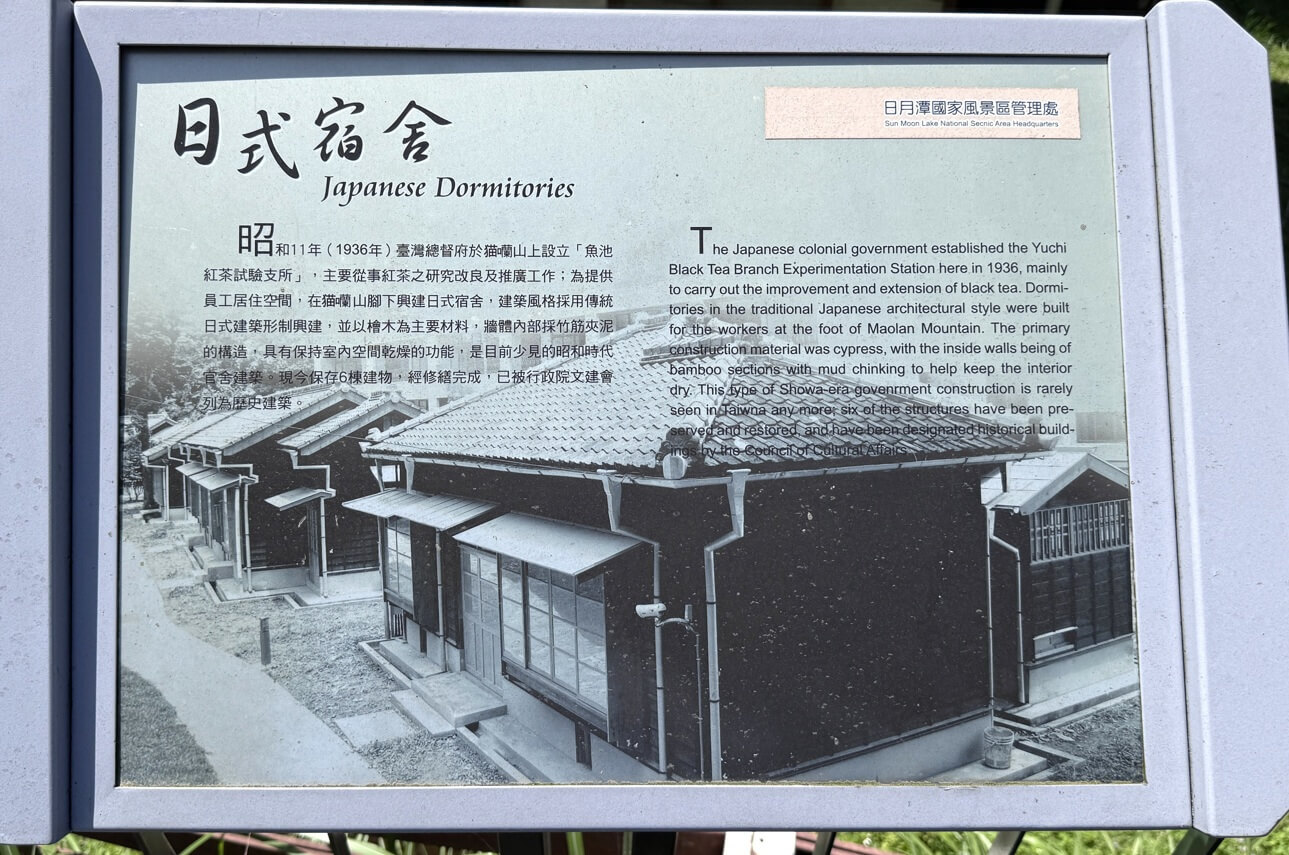 日式宿舍
Japanese Dormitories
日月潭國家風景區管理處
Sun Moon Lake National Secnic Area Headquarters
昭和11年（1936年）臺灣總督府於猫囒山上設立「魚池
紅茶試驗支所」，主要從事紅茶之研究改良及推廣工作；為提供
員工居住空間，在猫囒山腳下興建日式宿舍，建築風格採用傳統
日式建築形制興建，並以檜木為主要材料，牆體內部採竹筋夾泥
的構造，具有保持室內空間乾燥的功能，是目前少見的昭和時代
官舍建築。現今保存6棟建物，經修繕完成，已被行政院文建會
列為歷史建築。
The Japanese colonial government established the Yuchi
Black Tea Branch Experimentation Station here in 1936, mainly
to carry out the improvement and extension of black tea. Dormi-
tories in the traditional Japanese architectural style were built
for the workers at the foot of Maolan Mountain. The primary
construction material was cypress, with the inside walls being of
bamboo sections with mud chinking to help keep the interior
dry. This type of Showa-era govenrment construction is rarely
seen in Taiwna any more; six of the structures have been pre-
served and restored, and have been designated historical build-
ings by the Council of Cultural Affairs.